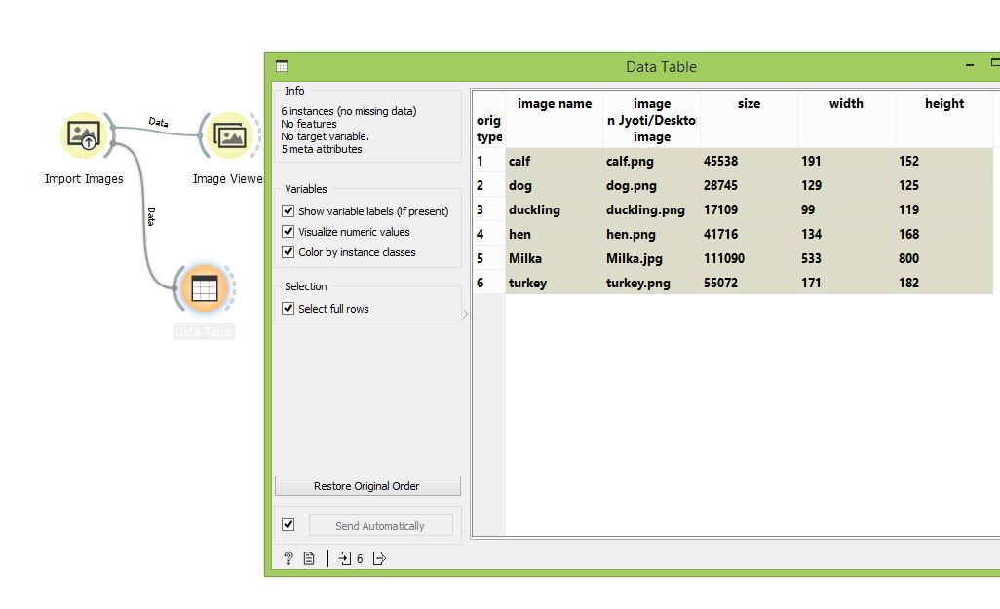 Data Table
Info
6 instances (no missing data)
No features
No target variable.
5 meta attributes
Variables
Show variable labels (if present)
Visualize numeric values
Color by instance classes
Selection
Select full rows
Restore Original Order
Send Automatically
? 6
image name image size width height
orig n Jyoti/Deskto
type image
1 calf calf.png 45538 191 152
2 dog dog.png 28745 129 125
3 duckling duckling.png 17109 99 119
4 hen hen.png 41716 134 168
5 Milka Milka.jpg 111090 533 800
6 turkey turkey.png 55072 171 182
Data
Import Images
Image Viewe
Data
Data Table